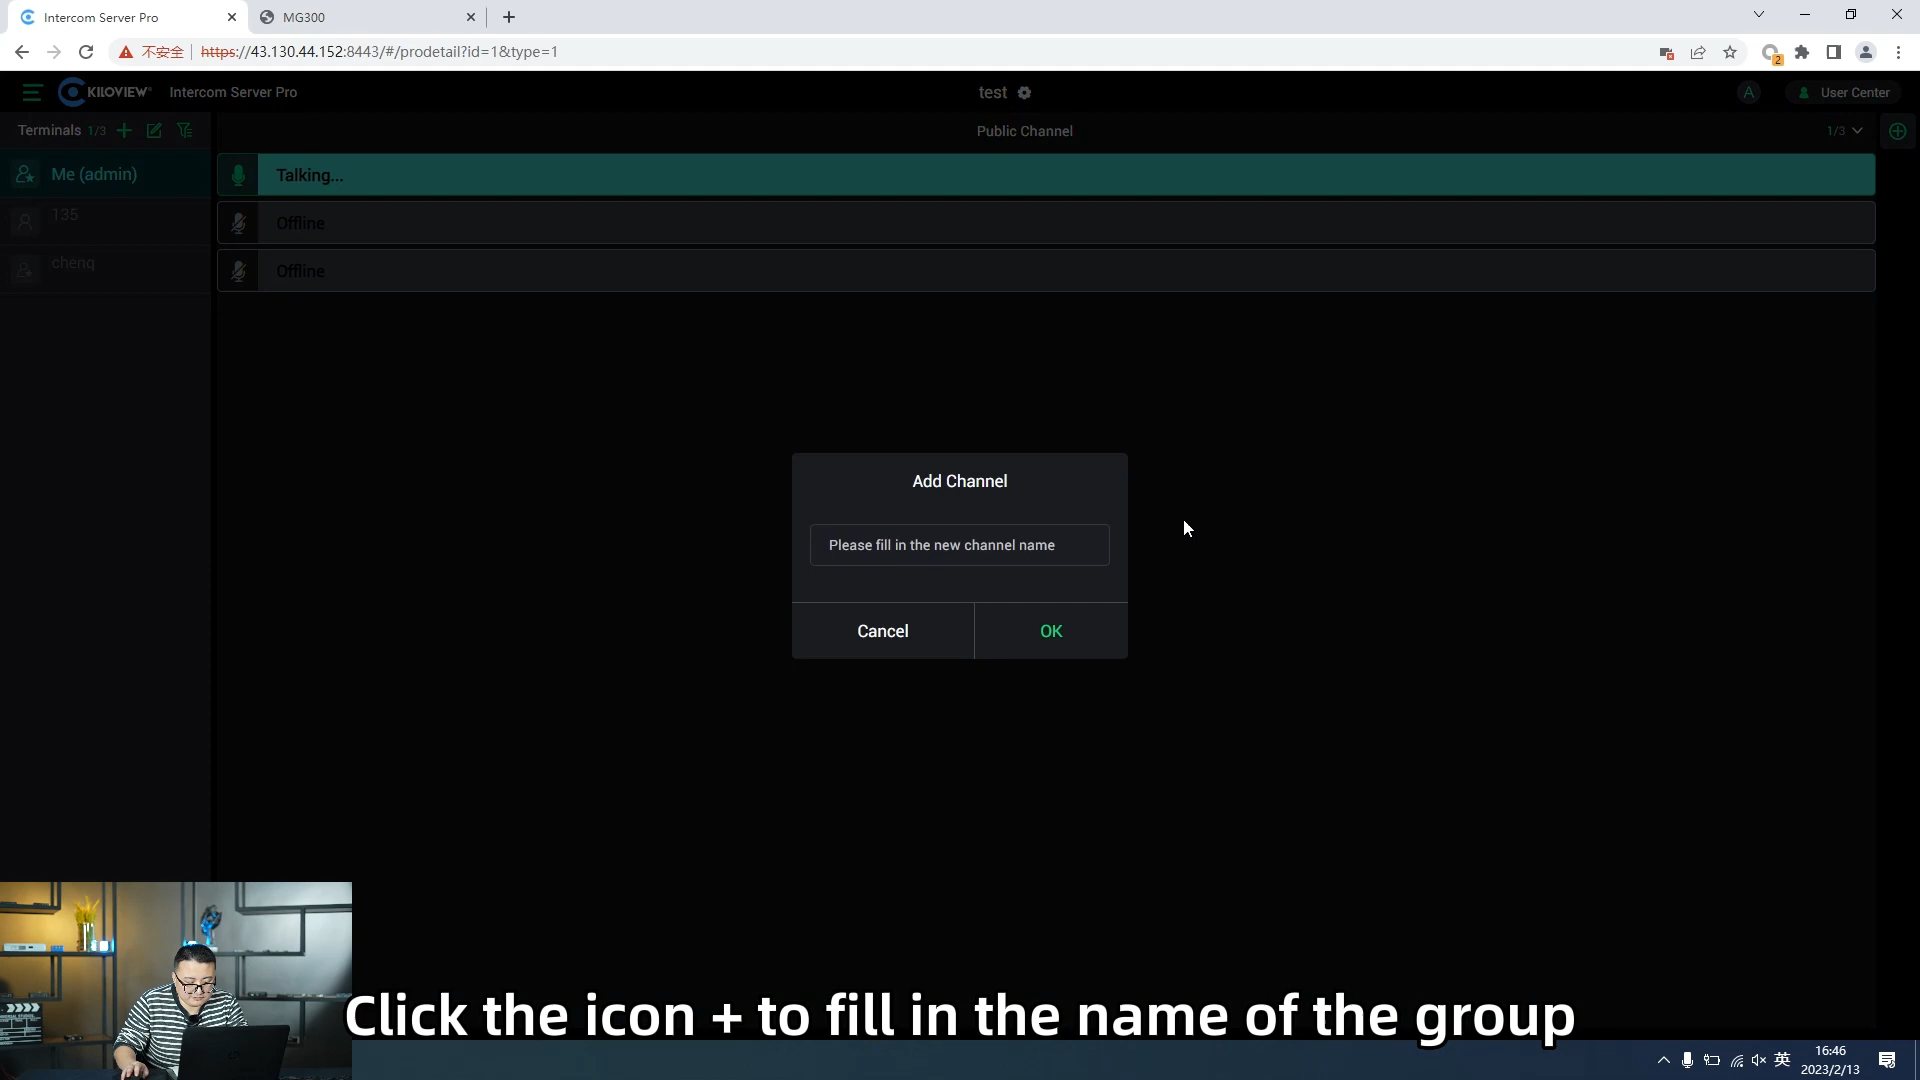 Intercom Server Pro
MG300
不安全
https://43.130.44.152:8443/#/prodetail?id=1&type=1
2
KILOVIEW
Intercom Server Pro
test
A
User Center
Terminals 1/3
Public Channel
1/3
Me (admin)
Talking...
135
Offline
chenq
Offline
Add Channel
Please fill in the new channel name
Cancel
OK
Click the icon + to fill in the name of the group
英
16:46
2023/2/13